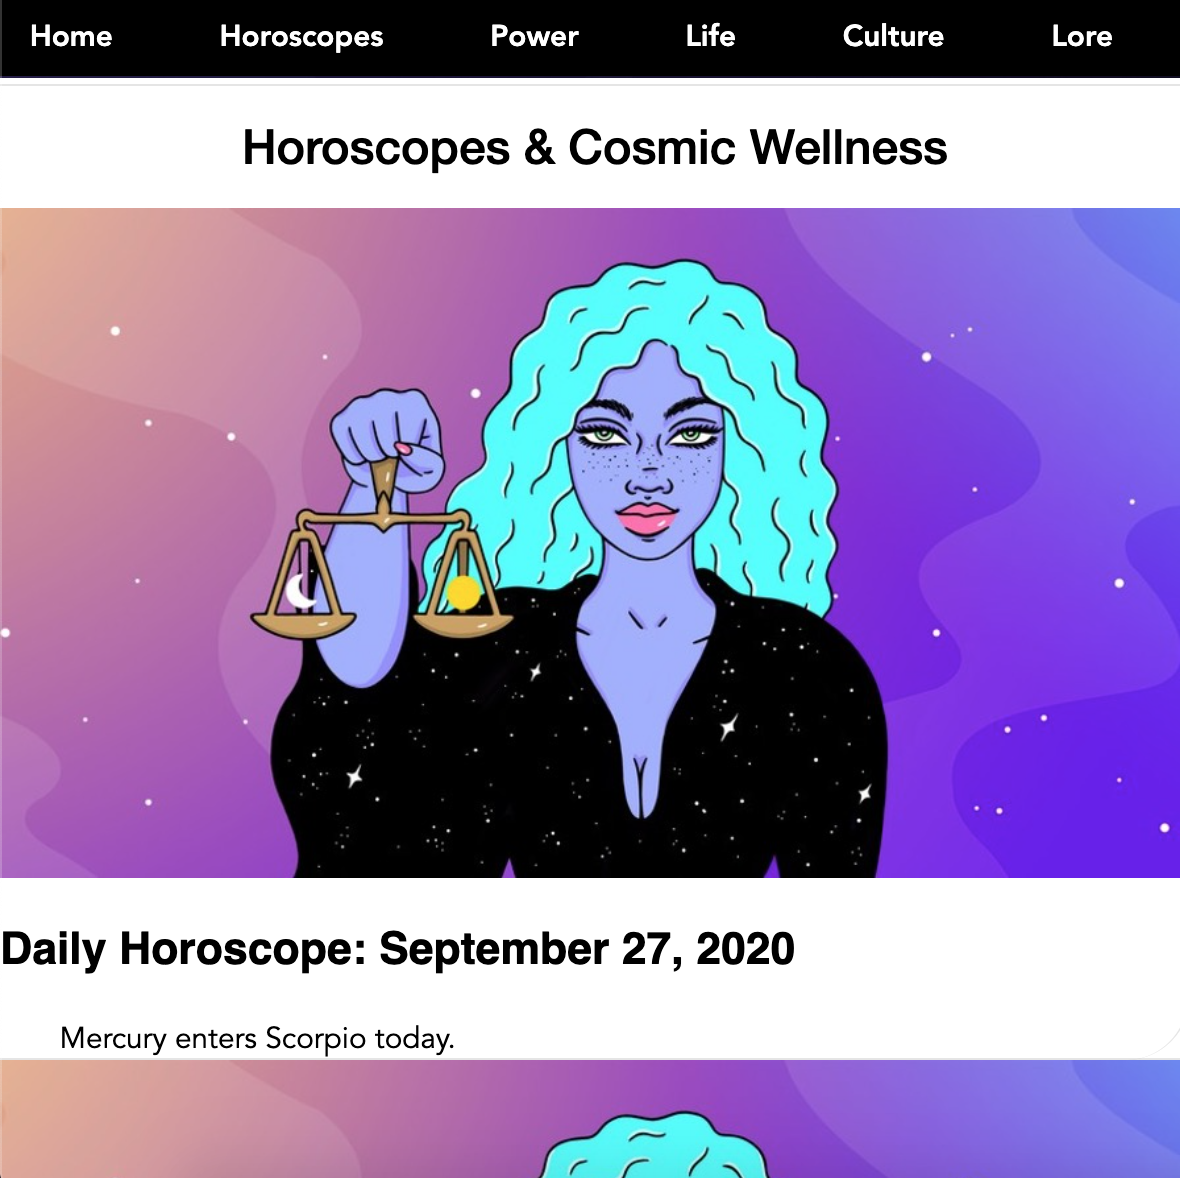 Home Horoscopes Power Life Culture Lore
Horoscopes & Cosmic Wellness
Daily Horoscope: September 27, 2020
Mercury enters Scorpio today.